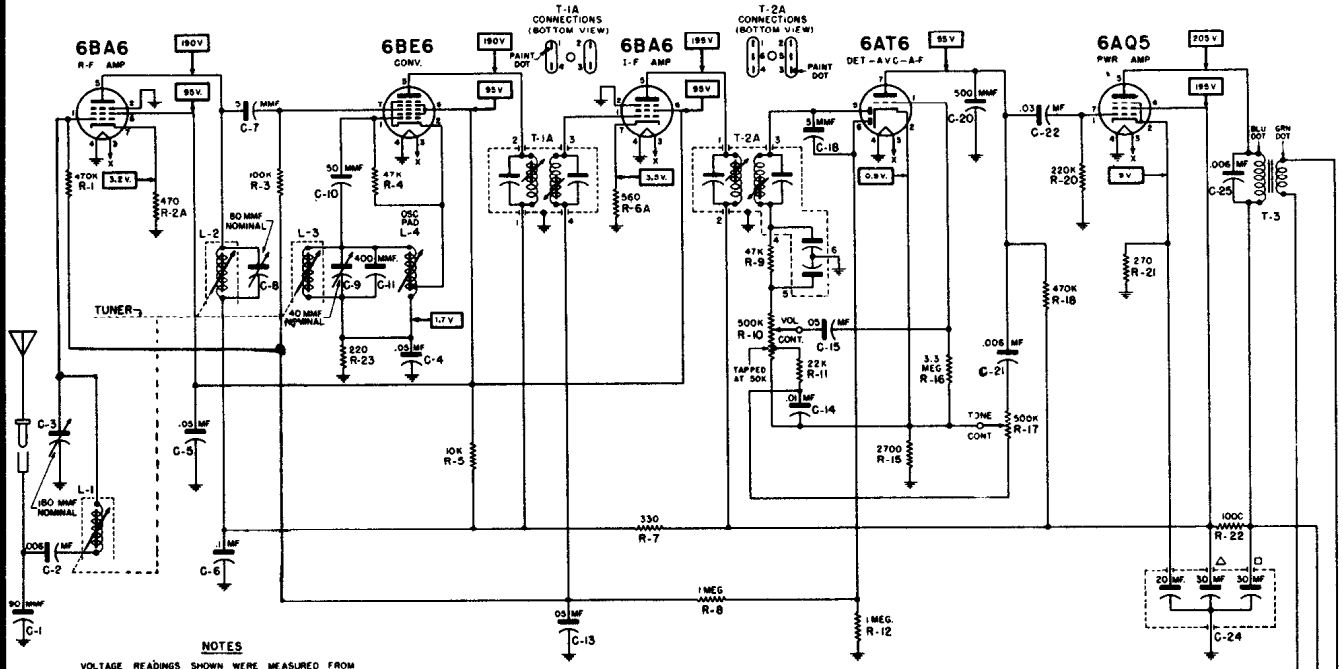 T-1A
CONNECTIONS
(BOTTOM VIEW)
T-2A
CONNECTIONS
(BOTTOM VIEW)
6BA6
R-F AMP
190V
95V.
6BE6
CONV.
190V
95V
PAINT
DOT
6BA6
I-F AMP
195V
95V
PAINT
DOT
6AT6
DET-AVC-A-F
55V
6AQ5
PWR AMP
205V
195V
5 MMF
C-7
500 MMF
C-20
.03 MF
C-22
5 MMF
C-18
BLU
DOT
GRN
DOT
T-1A
T-2A
470K
R-1
3.2V.
470
R-2A
100K
R-3
50 MMF
C-10
47K
R-4
3.5V.
560
R-6A
0.9V.
220K
R-20
9V
.006 MF
C-25
T-3
80 MMF
NOMINAL
L-2
C-8
L-3
OSC
PAD
L-4
400 MMF.
C-9
C-11
40 MMF
NOMINAL
47K
R-9
270
R-21
470K
R-18
TUNER
1.7V
220
R-23
.05 MF
C-4
500K
R-10
VOL
CONT.
.05 MF
C-15
TAPPED
AT 50K
22K
R-11
.01 MF
C-14
3.3
MEG
R-16
.006 MF
C-21
TONE
CONT
500K
R-17
C-3
.05 MF
C-5
10K
R-5
2700
R-15
180 MMF
NOMINAL
L-1
330
R-7
R-22
.006 MF
C-2
.1 MF
C-6
1 MEG
R-8
1 MEG.
R-12
20 MF.
30 MF
30 MF
C-24
90 MMF
C-1
.05 MF
C-13
NOTES
VOLTAGE READINGS SHOWN WERE MEASURED FROM